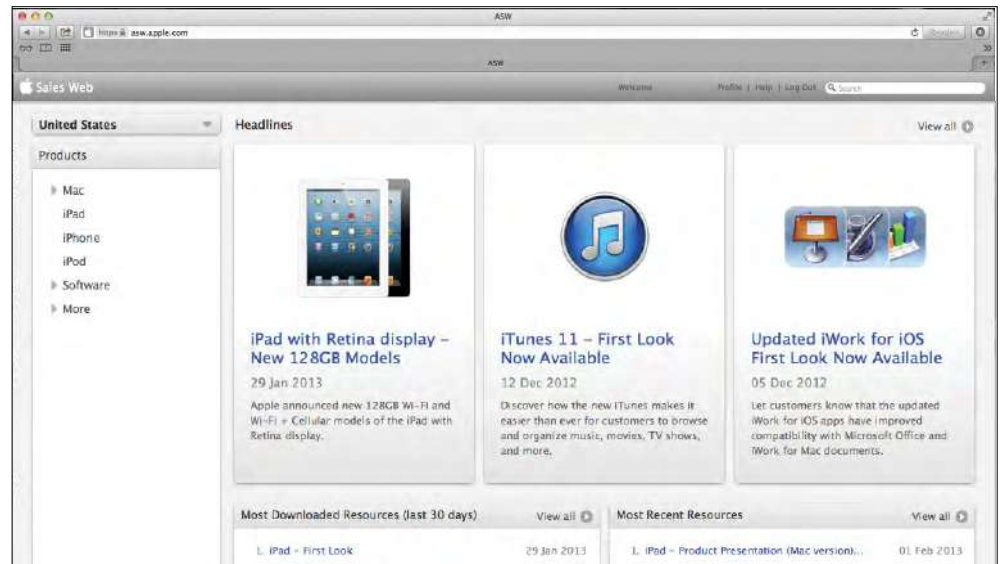 ASW
https asw.apple.com
Reader
ASW
Sales Web
Welcome
Profile | Help | Log Out
Search
United States
Products
Mac
iPad
iPhone
iPod
Software
More
Headlines
View all
iPad with Retina display –
New 128GB Models
29 Jan 2013
Apple announced new 128GB Wi-Fi and
Wi-Fi + Cellular models of the iPad with
Retina display.
iTunes 11 – First Look
Now Available
12 Dec 2012
Discover how the new iTunes makes it
easier than ever for customers to browse
and organize music, movies, TV shows,
and more.
Updated iWork for iOS
First Look Now Available
05 Dec 2012
Let customers know that the updated
iWork for iOS apps have improved
compatibility with Microsoft Office and
iWork for Mac documents.
Most Downloaded Resources (last 30 days)
View all
1. iPad – First Look
29 Jan 2013
Most Recent Resources
View all
1. iPad – Product Presentation (Mac version)...
01 Feb 2013